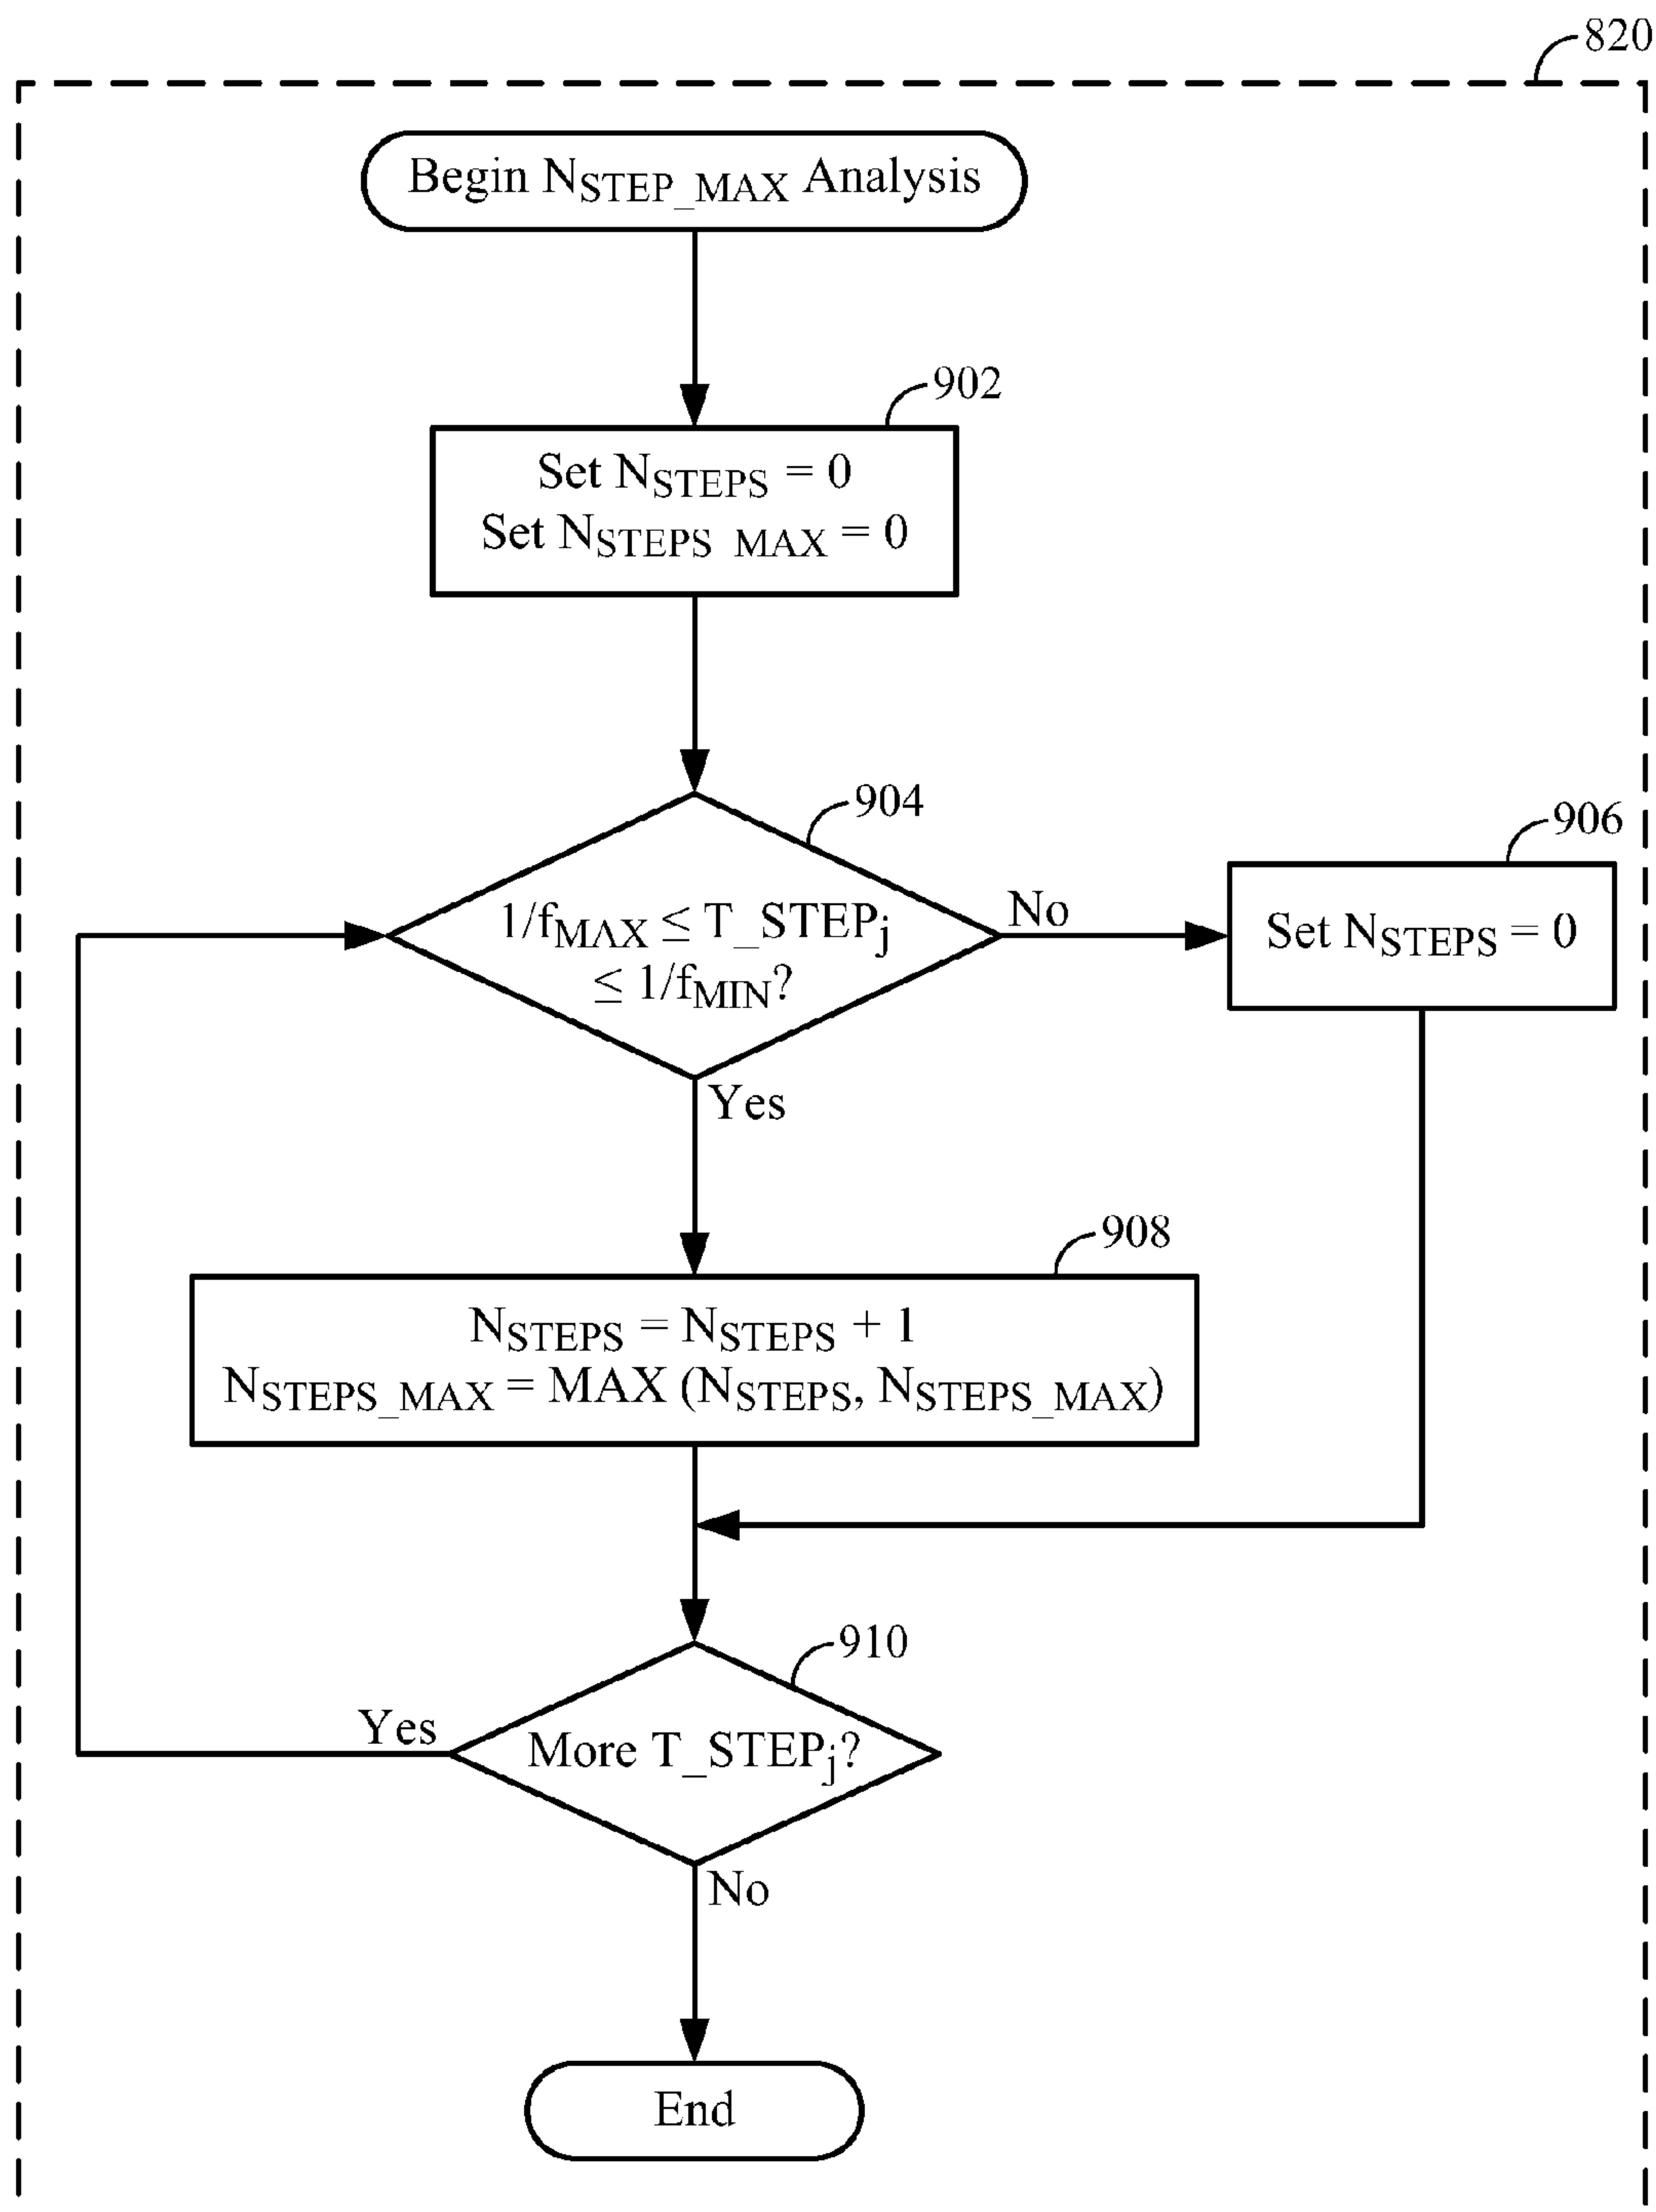 820
Begin NSTEP_MAX Analysis
902
Set NSTEPS = 0
Set NSTEPS MAX = 0
904
1/fMAX ≤ T_STEPj
≤ 1/fMIN?
No
906
Set NSTEPS = 0
Yes
908
NSTEPS = NSTEPS + 1
NSTEPS_MAX = MAX (NSTEPS, NSTEPS_MAX)
910
Yes
More T_STEPj?
No
End